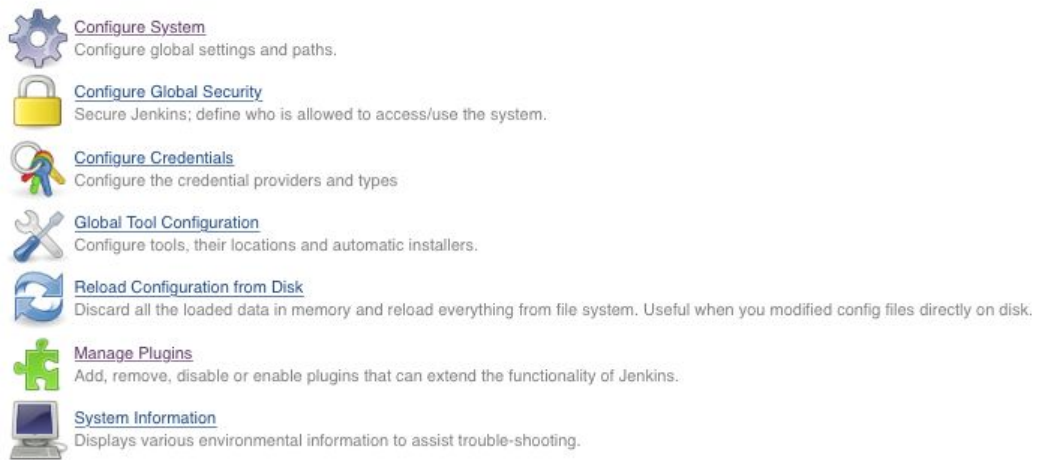 Configure System
Configure global settings and paths.
Configure Global Security
Secure Jenkins; define who is allowed to access/use the system.
Configure Credentials
Configure the credential providers and types
Global Tool Configuration
Configure tools, their locations and automatic installers.
Reload Configuration from Disk
Discard all the loaded data in memory and reload everything from file system. Useful when you modified config files directly on disk.
Manage Plugins
Add, remove, disable or enable plugins that can extend the functionality of Jenkins.
System Information
Displays various environmental information to assist trouble-shooting.